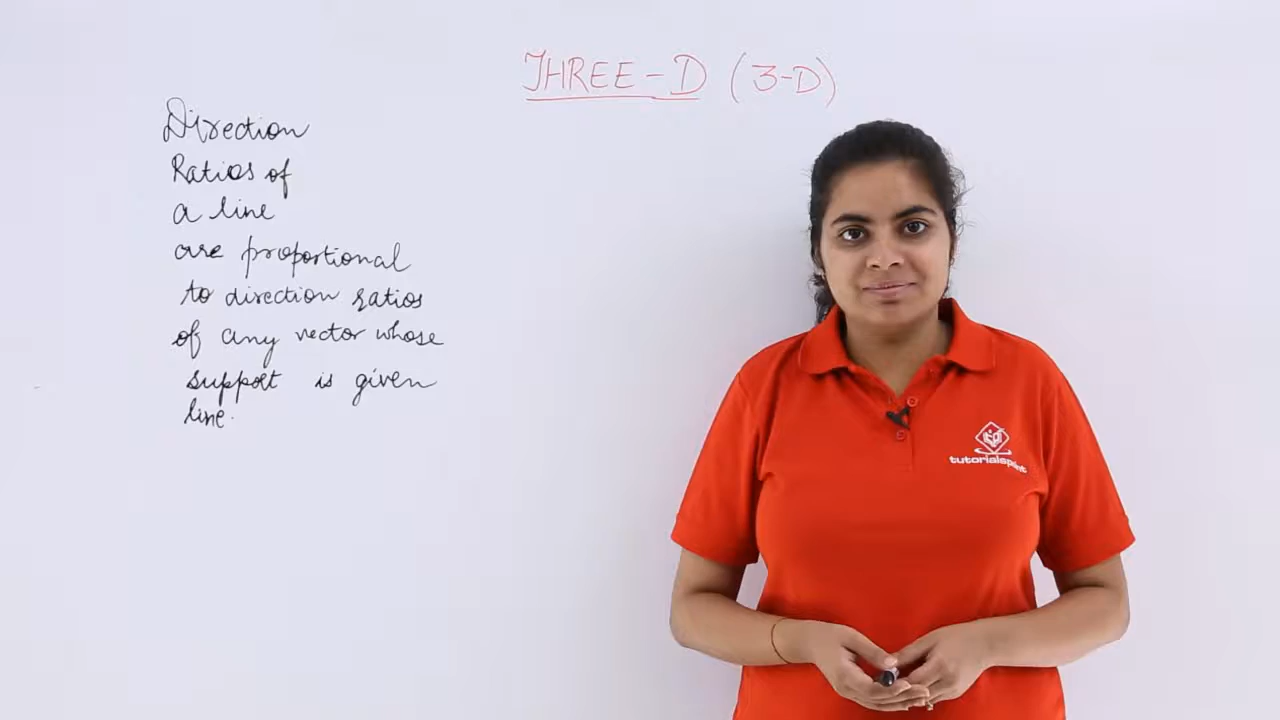 THREE-D (3-D)
Direction
Ratios of
a line
are proportional
to direction ratios
of any vector whose
support is given
line.
tutorialspoint